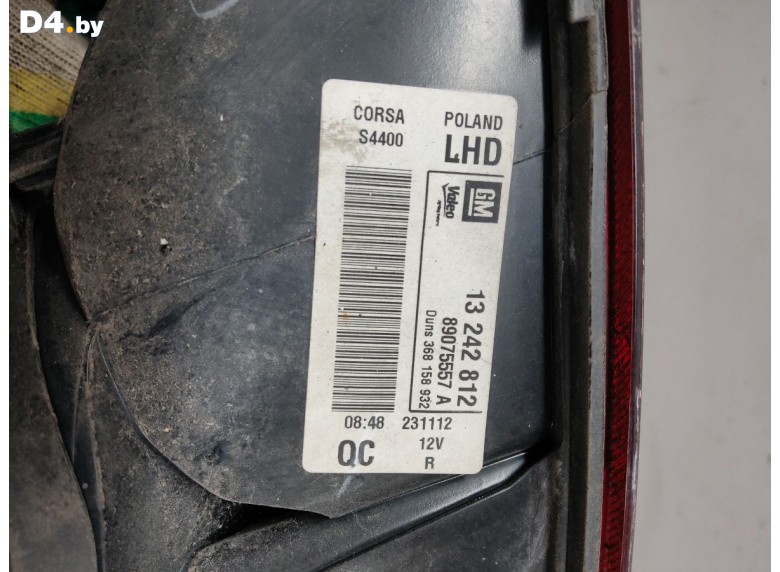 D4.by
CORSA POLAND
S4400 LHD
GM
Valeo
13 242 812
89075557 A
Duns 368 158 932
08:48 231112
QC 12V
R